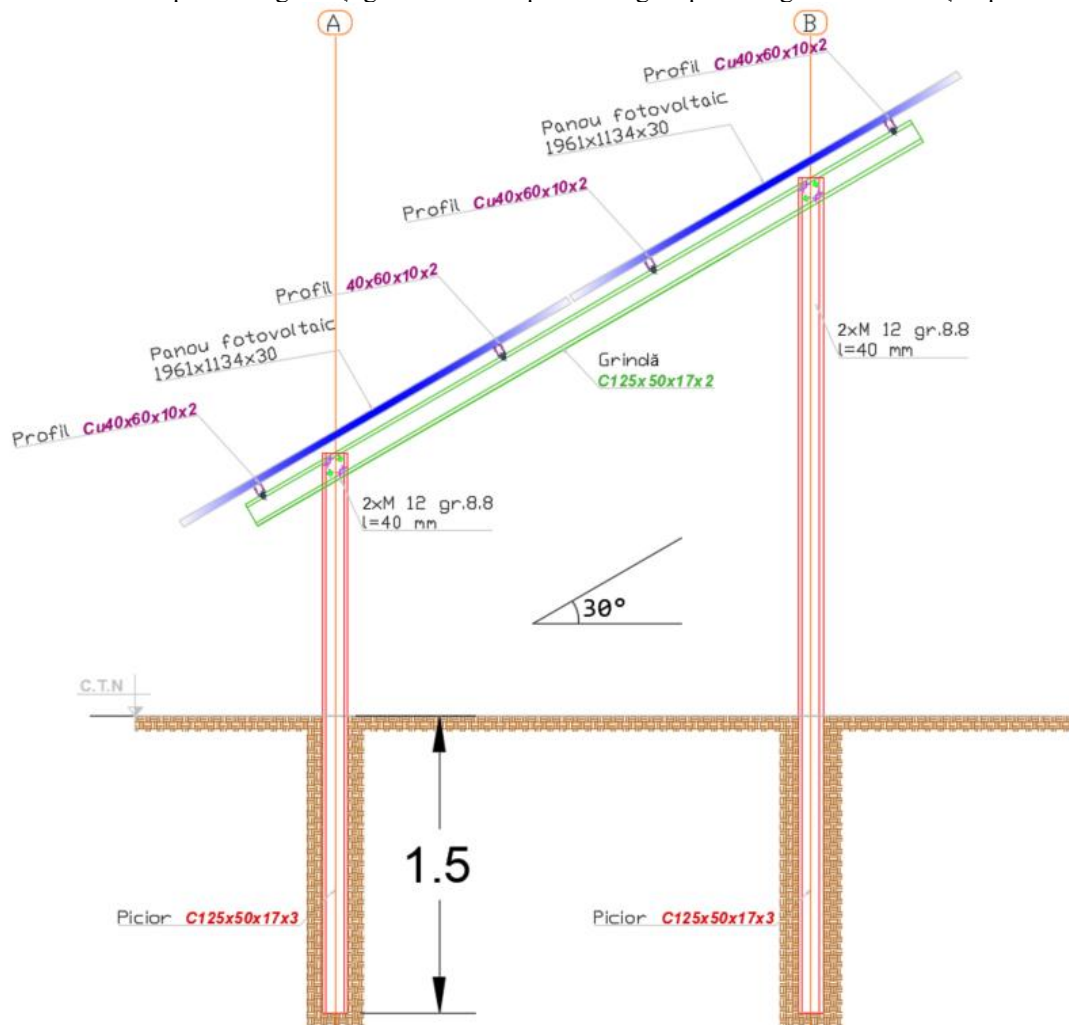 A
B
Profil Cu40x60x10x2
Panou fotovoltaic
1961x1134x30
Profil Cu40x60x10x2
Profil 40x60x10x2
Panou fotovoltaic
1961x1134x30
2xM 12 gr.8.8
l=40 mm
Grindă
C125x50x17x2
Profil Cu40x60x10x2
2xM 12 gr.8.8
l=40 mm
30°
C.T.N
1.5
Picior C125x50x17x3
Picior C125x50x17x3